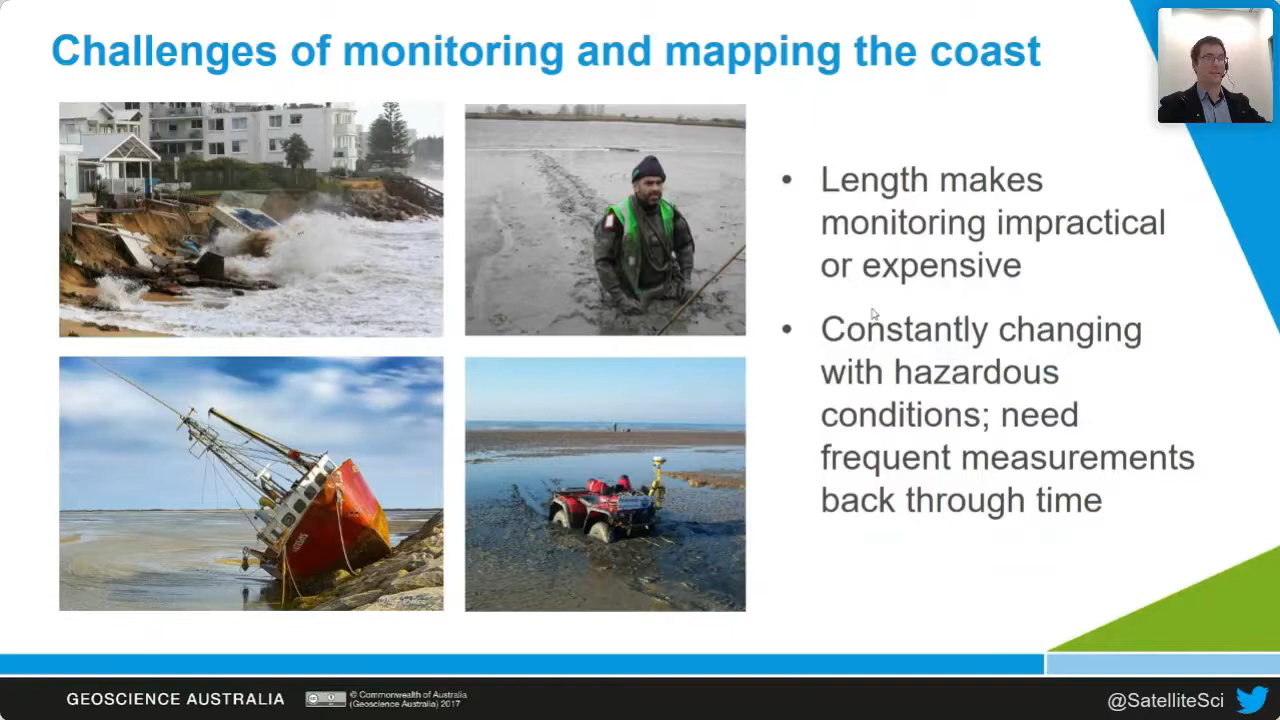 Challenges of monitoring and mapping the coast
• Length makes
monitoring impractical
or expensive
• Constantly changing
with hazardous
conditions; need
frequent measurements
back through time
GEOSCIENCE AUSTRALIA
© Commonwealth of Australia
(Geoscience Australia) 2017
@SatelliteSci